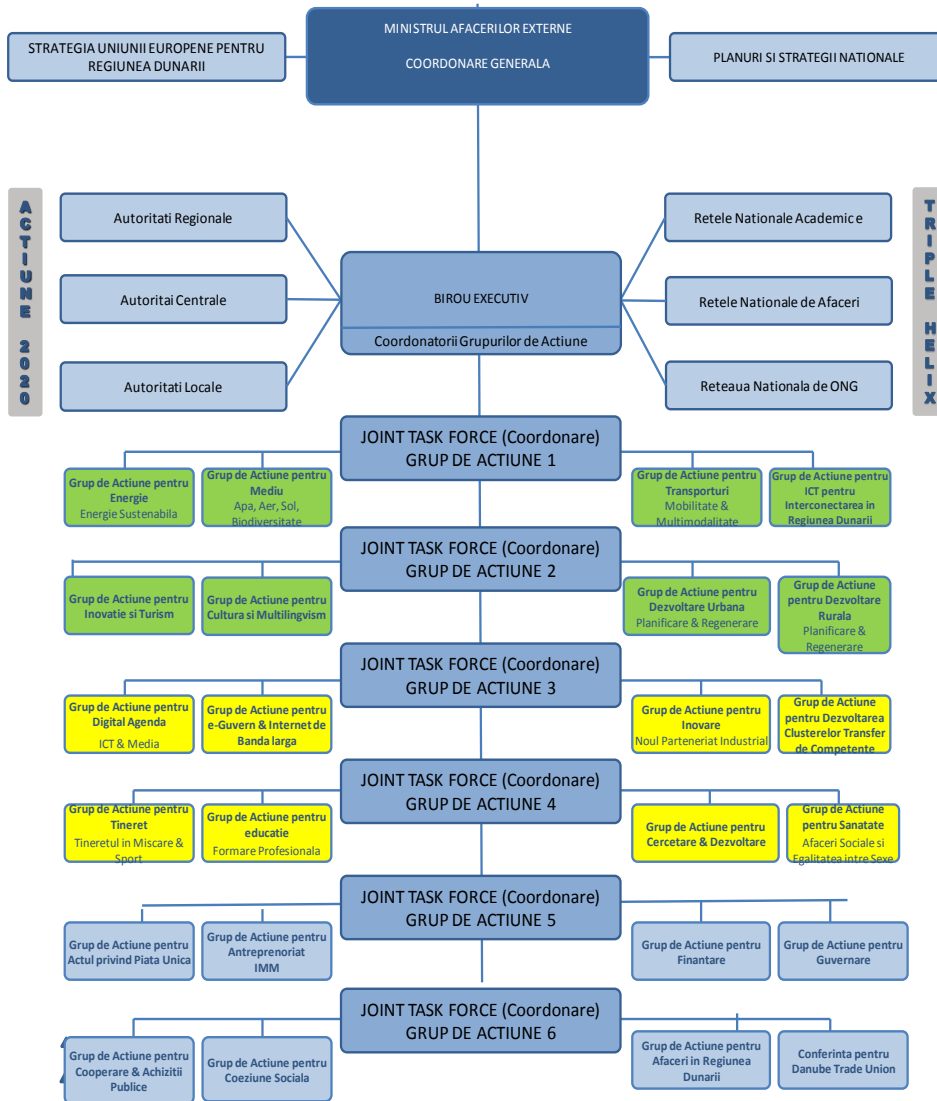 MINISTRUL AFACERILOR EXTERNE
COORDONARE GENERALA
STRATEGIA UNIUNII EUROPENE PENTRU
REGIUNEA DUNARII
PLANURI SI STRATEGII NATIONALE
ACTIUNE 2020
TRIPLE HELIX
Autoritati Regionale
Autoritai Centrale
Autoritati Locale
Retele Nationale Academic e
Retele Nationale de Afaceri
Reteaua Nationala de ONG
BIROU EXECUTIV
Coordonatorii Grupurilor de Actiune
JOINT TASK FORCE (Coordonare)
GRUP DE ACTIUNE 1
Grup de Actiune pentru
Energie
Energie Sustenabila
Grup de Actiune pentru
Mediu
Apa, Aer, Sol,
Biodiversitate
Grup de Actiune pentru
Transporturi
Mobilitate &
Multimodalitate
Grup de Actiune pentru
ICT pentru
Interconectarea in
Regiunea Dunarii
JOINT TASK FORCE (Coordonare)
GRUP DE ACTIUNE 2
Grup de Actiune pentru
Inovatie si Turism
Grup de Actiune pentru
Cultura si Multilingvism
Grup de Actiune pentru
Dezvoltare Urbana
Planificare & Regenerare
Grup de Actiune
pentru Dezvoltare
Rurala
Planificare &
Regenerare
JOINT TASK FORCE (Coordonare)
GRUP DE ACTIUNE 3
Grup de Actiune pentru
Digital Agenda
ICT & Media
Grup de Actiune pentru
e-Guvern & Internet de
Banda larga
Grup de Actiune pentru
Inovare
Noul Parteneriat Industrial
Grup de Actiune
pentru Dezvoltarea
Clusterelor Transfer
de Competente
JOINT TASK FORCE (Coordonare)
GRUP DE ACTIUNE 4
Grup de Actiune pentru
Tineret
Tineretul in Miscare &
Sport
Grup de Actiune pentru
educatie
Formare Profesionala
Grup de Actiune pentru
Cercetare & Dezvoltare
Grup de Actiune
pentru Sanatate
Afaceri Sociale si
Egalitatea intre Sexe
JOINT TASK FORCE (Coordonare)
GRUP DE ACTIUNE 5
Grup de Actiune pentru
Actul privind Piata Unica
Grup de Actiune pentru
Antreprenoriat
IMM
Grup de Actiune pentru
Finantare
Grup de Actiune pentru
Guvernare
JOINT TASK FORCE (Coordonare)
GRUP DE ACTIUNE 6
Grup de Actiune pentru
Cooperare & Achizitii
Publice
Grup de Actiune pentru
Coeziune Sociala
Grup de Actiune pentru
Afaceri in Regiunea
Dunarii
Conferinta pentru
Danube Trade Union